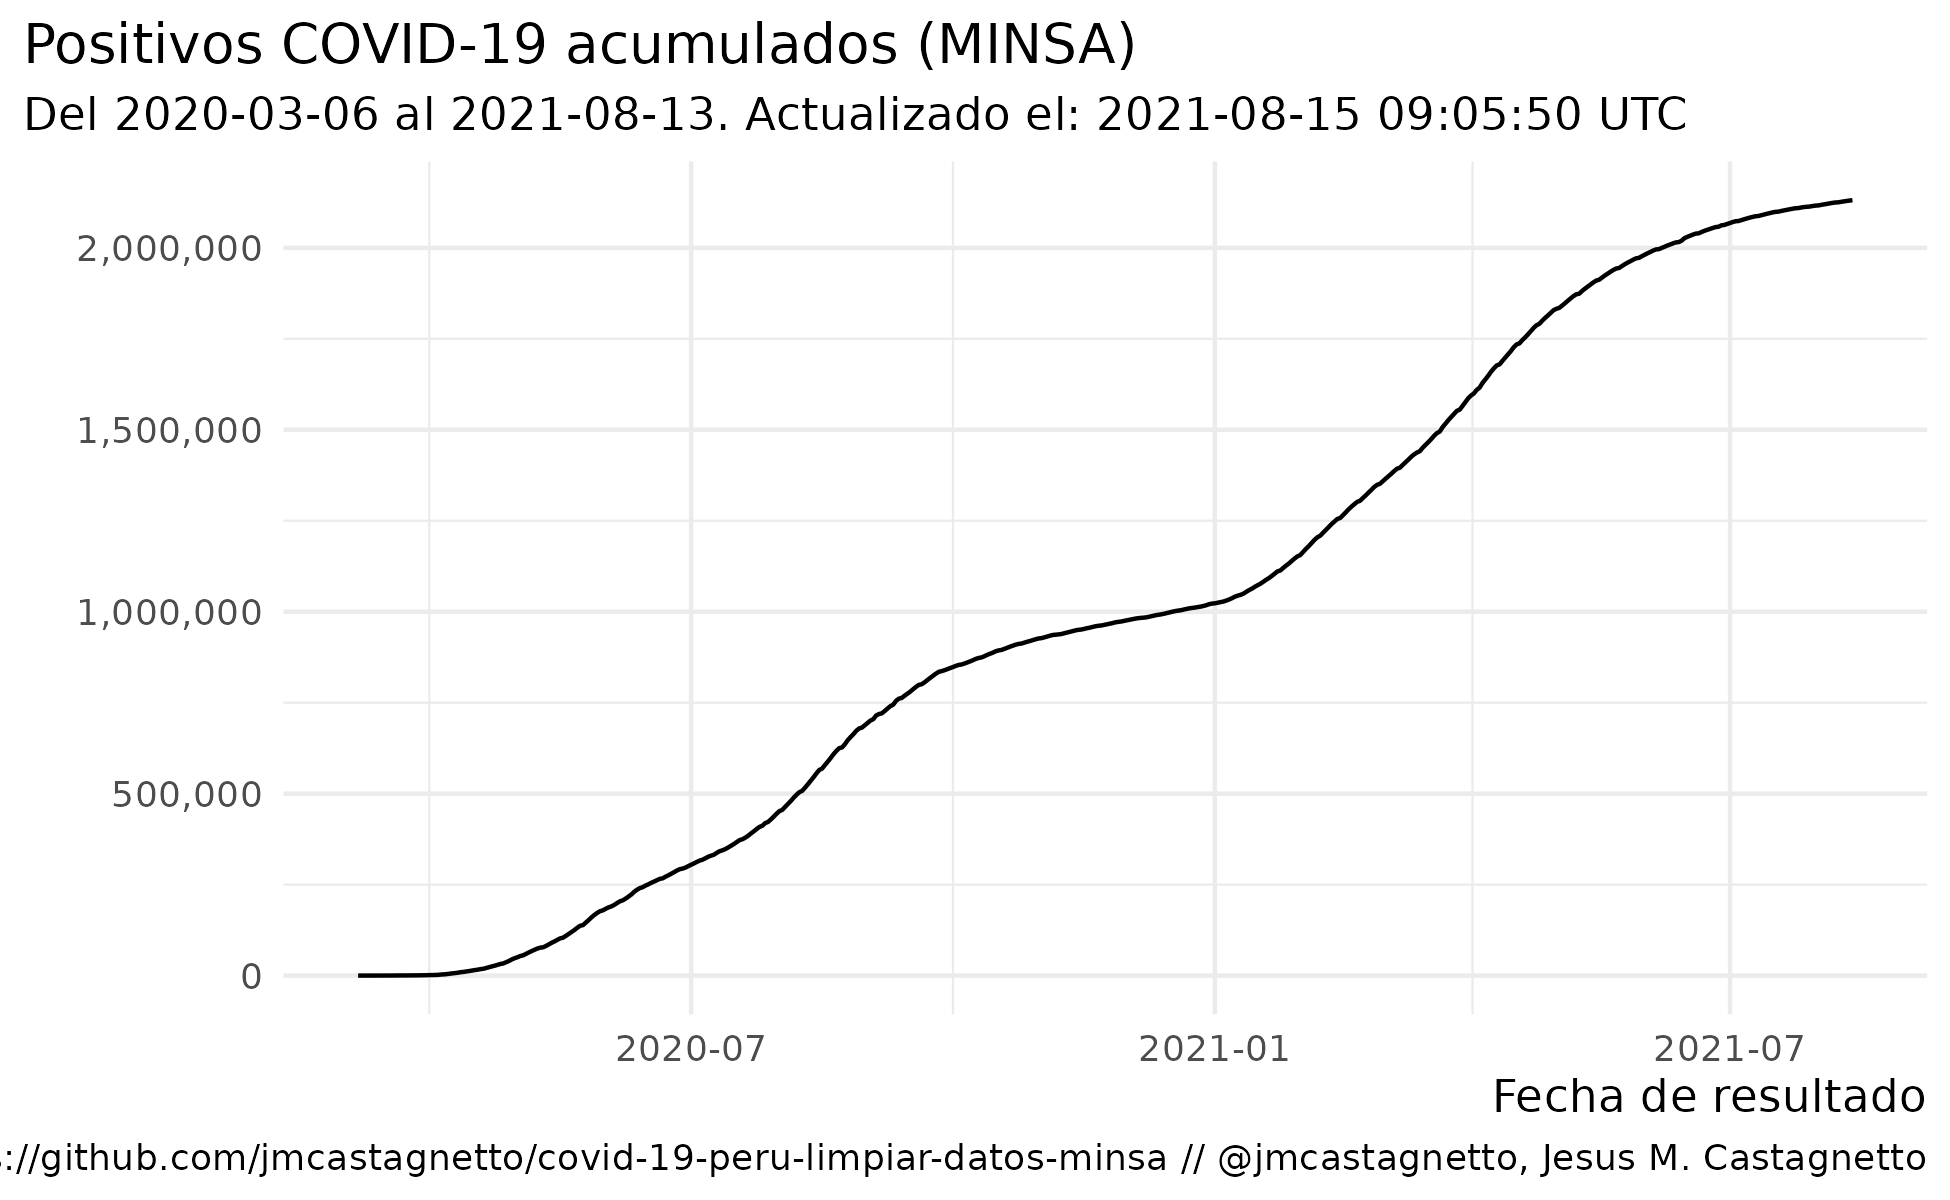 Positivos COVID-19 acumulados (MINSA)
Del 2020-03-06 al 2021-08-13. Actualizado el: 2021-08-15 09:05:50 UTC
2,000,000
1,500,000
1,000,000
500,000
0
2020-07 2021-01 2021-07
Fecha de resultado
://github.com/jmcastagnetto/covid-19-peru-limpiar-datos-minsa // @jmcastagnetto, Jesus M. Castagnetto